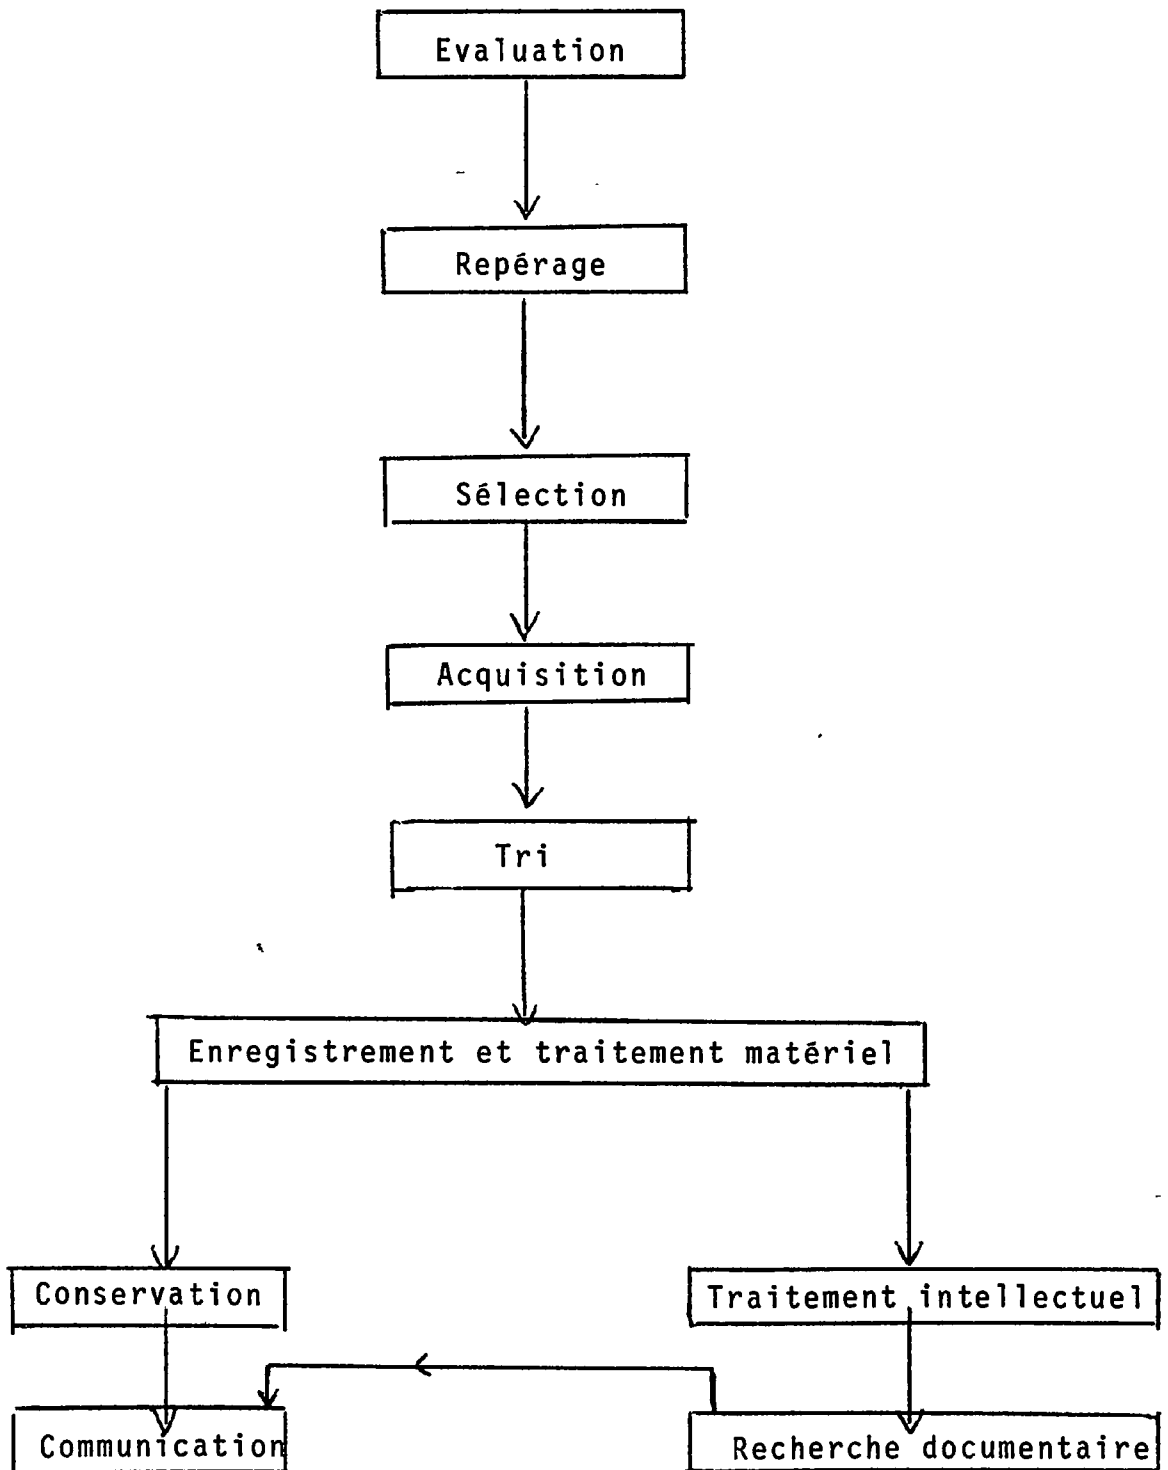 Evaluation
Repérage
Sélection
Acquisition
Tri
Enregistrement et traitement matériel
Conservation
Traitement intellectuel
Communication
Recherche documentaire